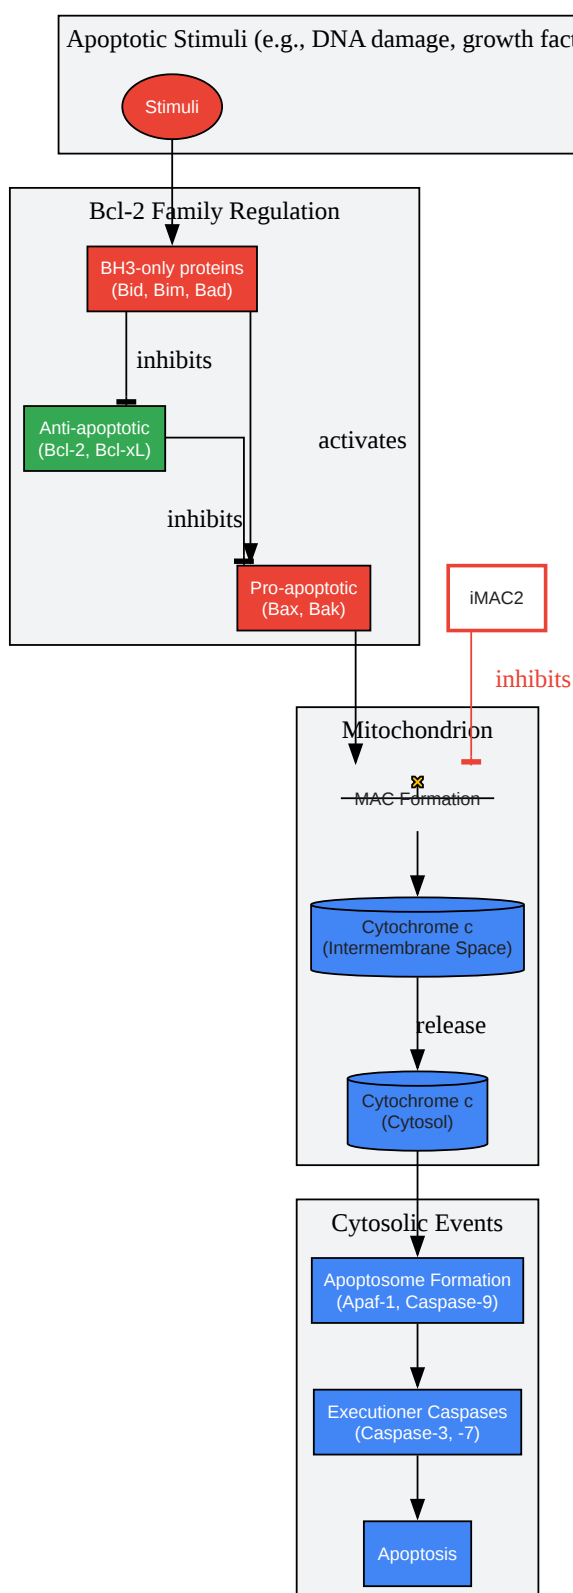 Apoptotic Stimuli (e.g., DNA damage, growth fact
Stimuli
Bcl-2 Family Regulation
BH3-only proteins
(Bid, Bim, Bad)
inhibits
Anti-apoptotic
(Bcl-2, Bcl-xL)
activates
inhibits
Pro-apoptotic
(Bax, Bak)
iMAC2
inhibits
Mitochondrion
MAC Formation
Cytochrome c
(Intermembrane Space)
release
Cytochrome c
(Cytosol)
Cytosolic Events
Apoptosome Formation
(Apaf-1, Caspase-9)
Executioner Caspases
(Caspase-3, -7)
Apoptosis